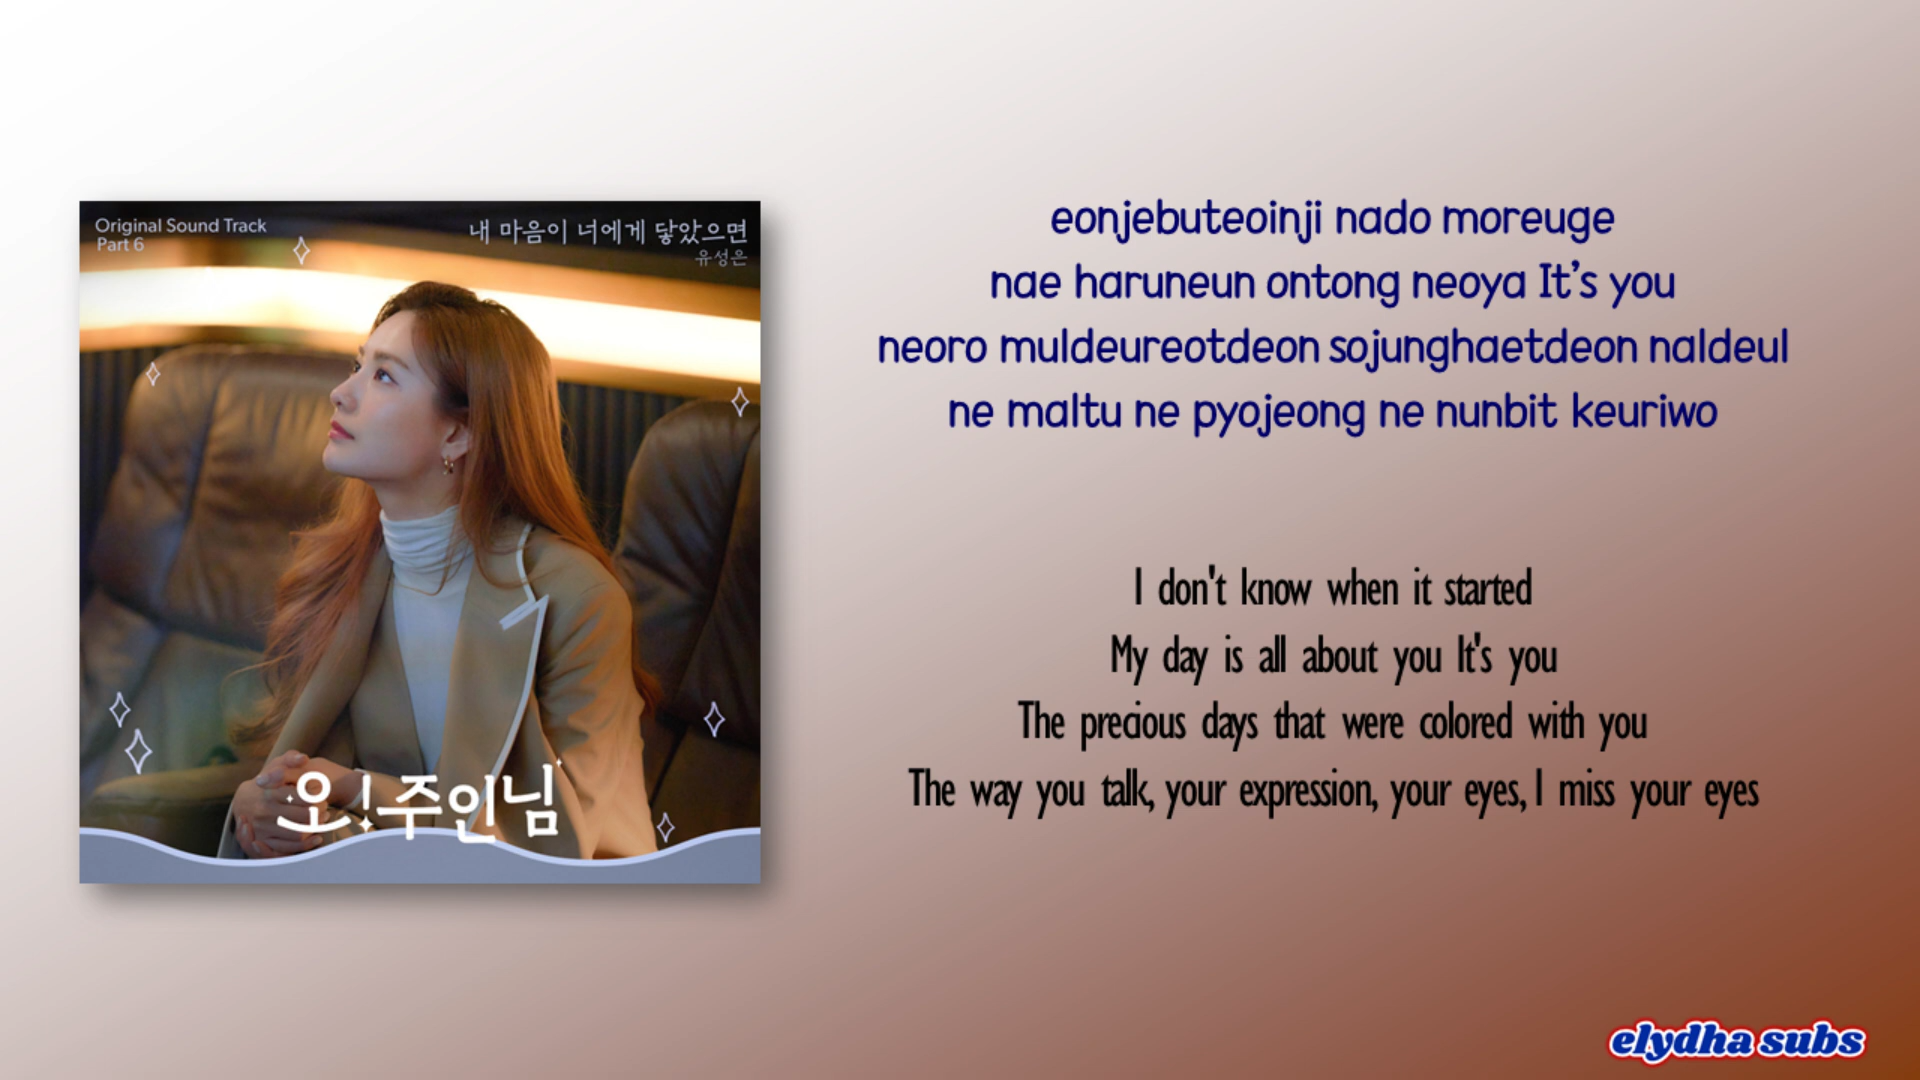 Original Sound Track
Part 6
내 마음이 너에게 닿았으면
유성은
오!주인님
eonjebuteoinji nado moreuge
nae haruneun ontong neoya It’s you
neoro muldeureotdeon sojunghaetdeon naldeul
ne maltu ne pyojeong ne nunbit keuriwo
I don't know when it started
My day is all about you It's you
The precious days that were colored with you
The way you talk, your expression, your eyes, I miss your eyes
elydha subs